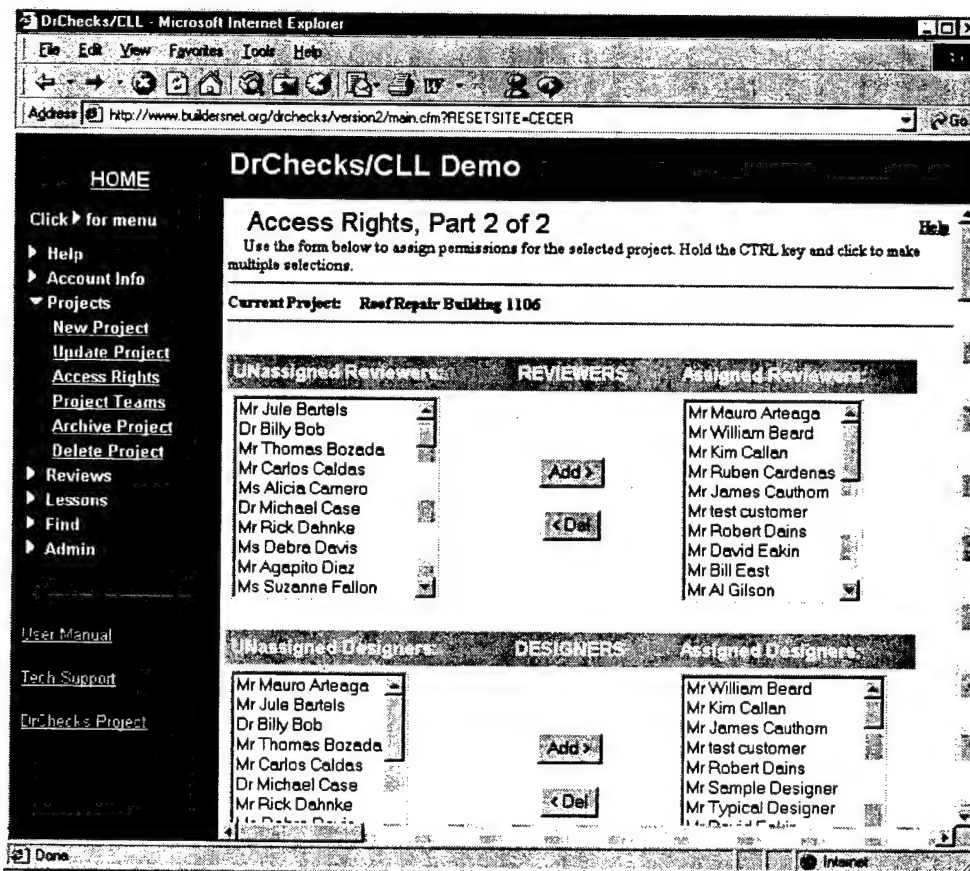 DrChecks/CLL - Microsoft Internet Explorer
File Edit View Favorites Tools Help
Address http://www.buildersnet.org/drchecks/version2/main.cfm?RESETSITE=CECER Go
DrChecks/CLL Demo
HOME
Click for menu
Help
Account Info
Projects
New Project
Update Project
Access Rights
Project Teams
Archive Project
Delete Project
Reviews
Lessons
Find
Admin
User Manual
Tech Support
DrChecks Project
Access Rights, Part 2 of 2
Help
Use the form below to assign permissions for the selected project. Hold the CTRL key and click to make
multiple selections.
Current Project: Roof Repair Building 1106
UNassigned Reviewers: REVIEWERS Assigned Reviewers:
Mr Jule Bartels
Dr Billy Bob
Mr Thomas Bozada
Mr Carlos Caldas
Ms Alicia Camero
Dr Michael Case
Mr Rick Dahnke
Ms Debra Davis
Mr Agapito Diaz
Ms Suzanne Fallon
Add >
< Del
Mr Mauro Arteaga
Mr William Beard
Mr Kim Callan
Mr Ruben Cardenas
Mr James Cauthorn
Mr test customer
Mr Robert Dains
Mr David Eakin
Mr Bill East
Mr Al Gilson
UNassigned Designers: DESIGNERS Assigned Designers:
Mr Mauro Arteaga
Mr Jule Bartels
Dr Billy Bob
Mr Thomas Bozada
Mr Carlos Caldas
Dr Michael Case
Mr Rick Dahnke
Ms Debra Davis
Add >
< Del
Mr William Beard
Mr Kim Callan
Mr James Cauthorn
Mr test customer
Mr Robert Dains
Mr Sample Designer
Mr Typical Designer
Mr David Eakin
Done
Internet